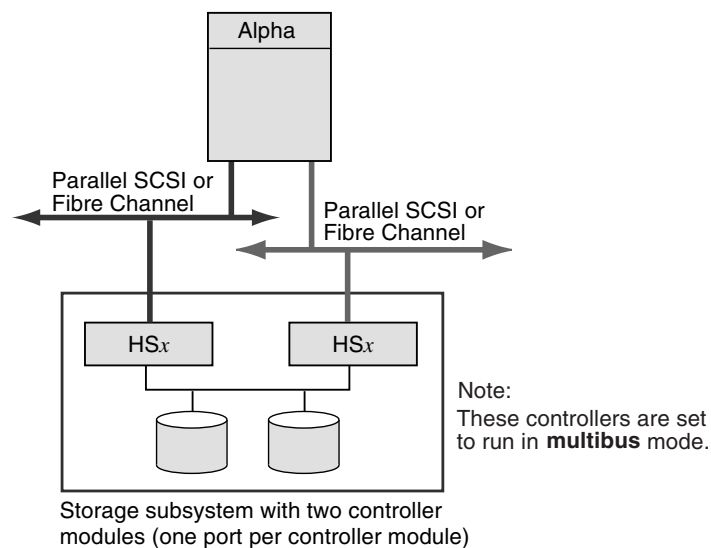 Alpha
Parallel SCSI or
Fibre Channel
Parallel SCSI or
Fibre Channel
HSx
HSx
Note:
These controllers are set
to run in multibus mode.
Storage subsystem with two controller
modules (one port per controller module)